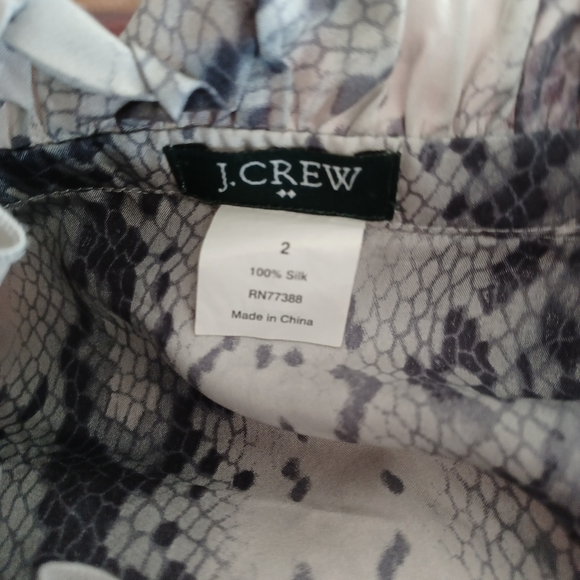 J.CREW
2
100% Silk
RN77388
Made in China